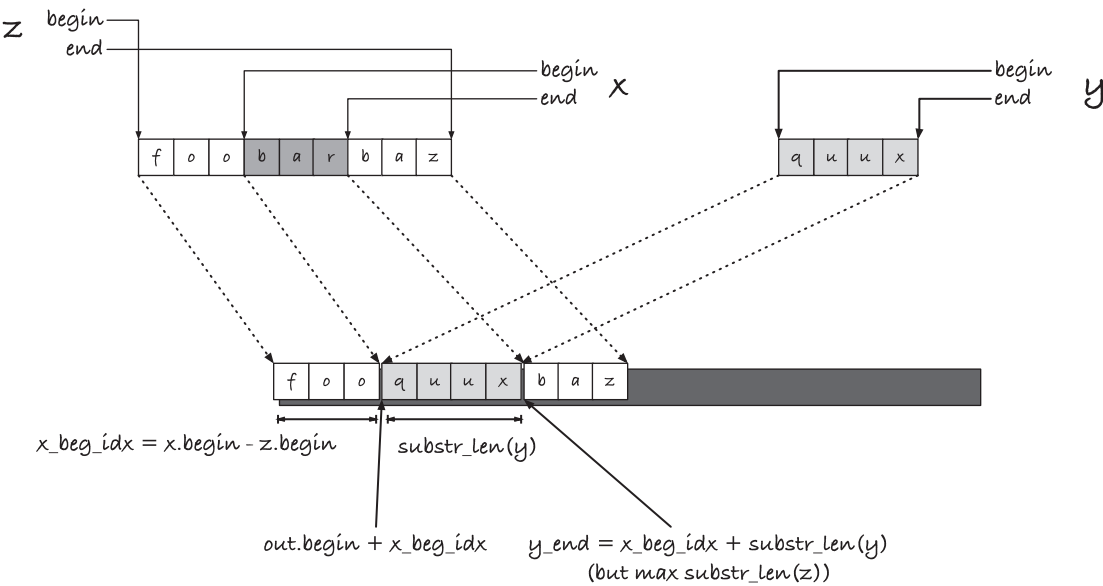 z begin
end
begin
end x
begin
end y
f o o b a r b a z
q u u x
f o o q u u x b a z
x_beg_idx = x.begin - z.begin
substr_len(y)
out.begin + x_beg_idx
y_end = x_beg_idx + substr_len(y)
(but max substr_len(z))